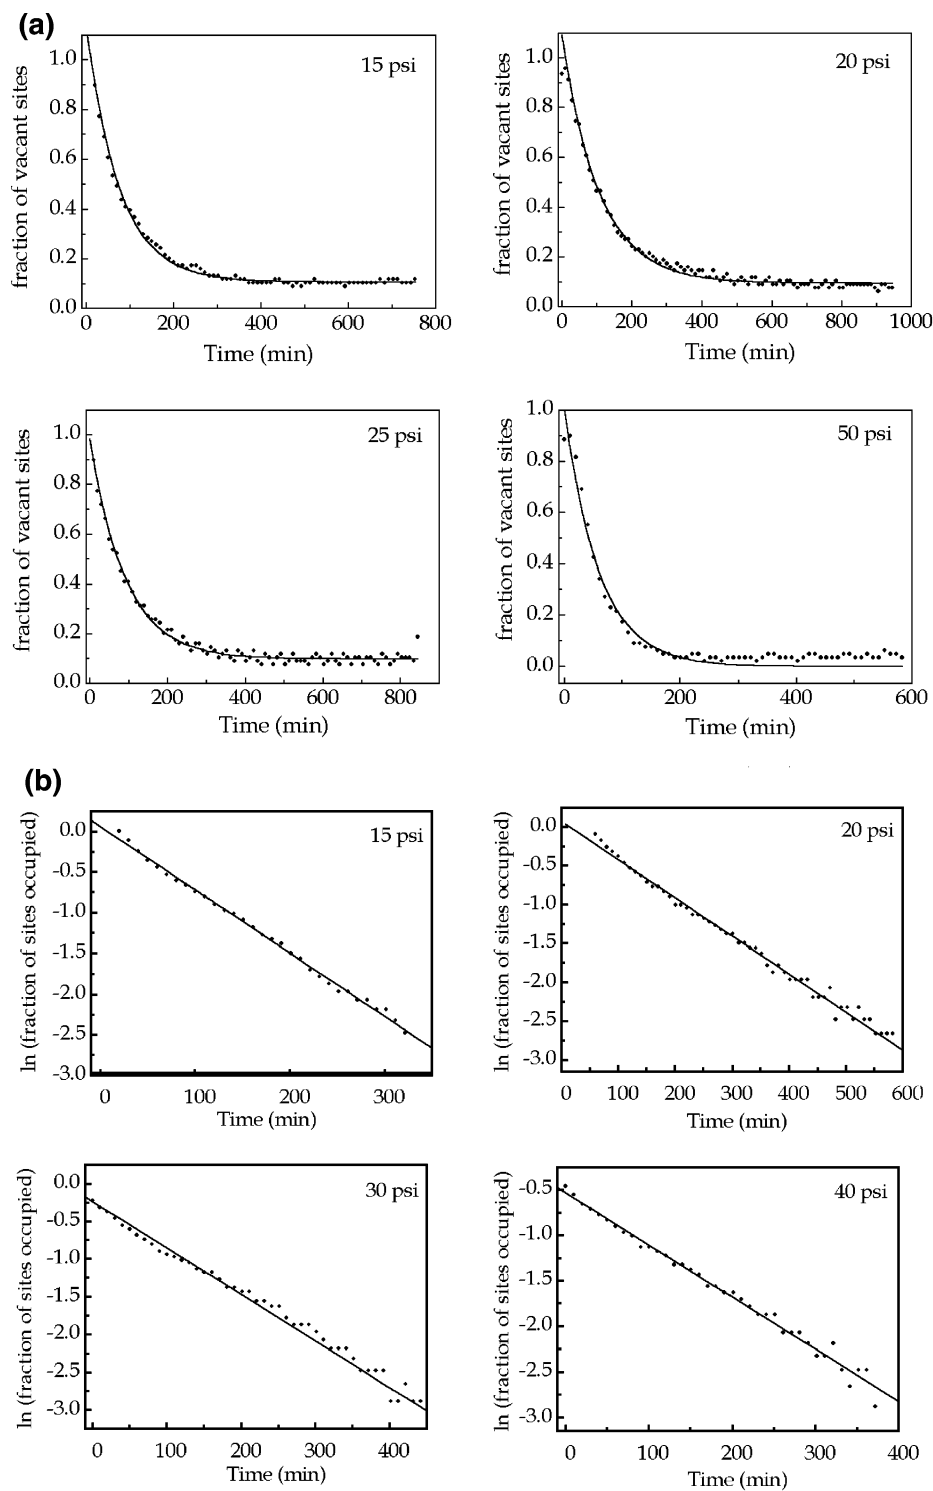 (a)
15 psi
fraction of vacant sites
1.0
0.8
0.6
0.4
0.2
0.0
0 200 400 600 800
Time (min)
20 psi
fraction of vacant sites
1.0
0.8
0.6
0.4
0.2
0.0
0 200 400 600 800 1000
Time (min)
25 psi
fraction of vacant sites
1.0
0.8
0.6
0.4
0.2
0.0
0 200 400 600 800
Time (min)
50 psi
fraction of vacant sites
1.0
0.8
0.6
0.4
0.2
0.0
0 200 400 600
Time (min)
(b)
15 psi
ln (fraction of sites occupied)
0.0
-0.5
-1.0
-1.5
-2.0
-2.5
-3.0
0 100 200 300
Time (min)
20 psi
ln (fraction of sites occupied)
0.0
-0.5
-1.0
-1.5
-2.0
-2.5
-3.0
0 100 200 300 400 500 600
Time (min)
30 psi
ln (fraction of sites occupied)
0.0
-0.5
-1.0
-1.5
-2.0
-2.5
-3.0
0 100 200 300 400
Time (min)
40 psi
ln (fraction of sites occupied)
-0.5
-1.0
-1.5
-2.0
-2.5
-3.0
0 100 200 300 400
Time (min)